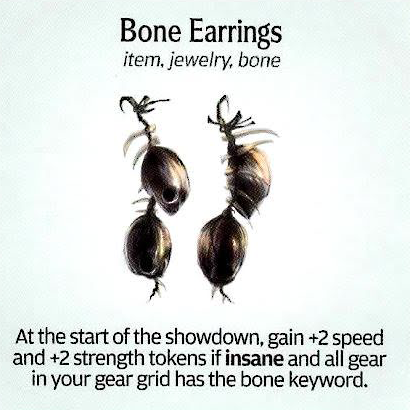 Bone Earrings
item, jewelry, bone
At the start of the showdown, gain +2 speed
and +2 strength tokens if insane and all gear
in your gear grid has the bone keyword.